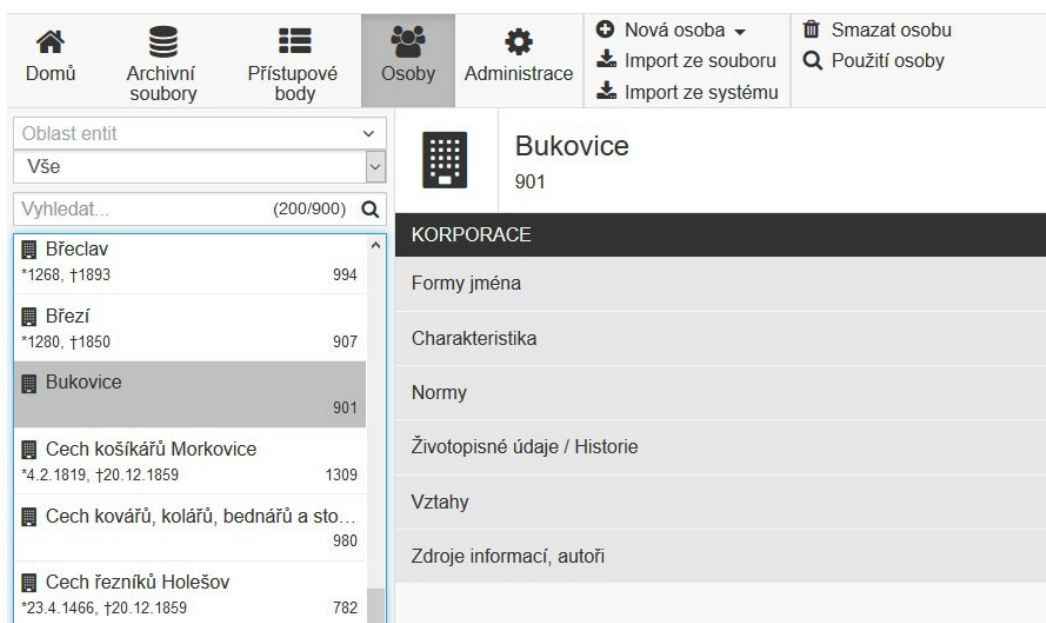 Domů
Archivní
soubory
Přístupové
body
Osoby
Administrace
Nová osoba
Import ze souboru
Import ze systému
Smazat osobu
Použití osoby
Oblast entit
Vše
Vyhledat... (200/900)
Břeclav
*1268, †1893 994
Březí
*1280, †1850 907
Bukovice
901
Cech košíkářů Morkovice
*4.2.1819, †20.12.1859 1309
Cech kovářů, kolářů, bednářů a sto...
980
Cech řezníků Holešov
*23.4.1466, †20.12.1859 782
Bukovice
901
KORPORACE
Formy jména
Charakteristika
Normy
Životopisné údaje / Historie
Vztahy
Zdroje informací, autoři